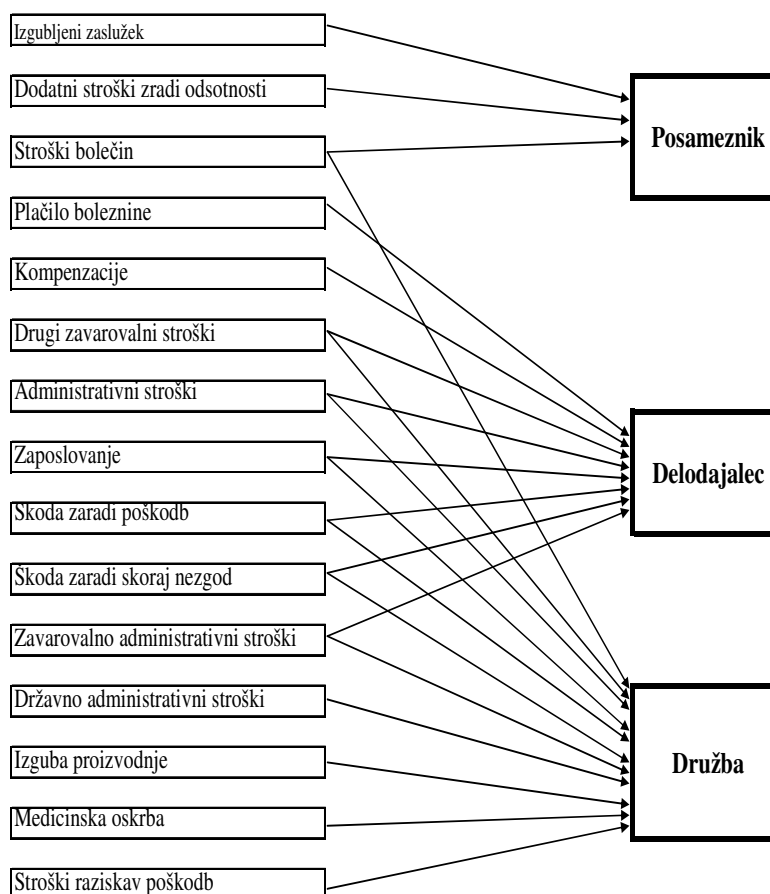 Izgubljeni zaslužek
Dodatni stroški zradi odsotnosti
Stroški bolečin
Plačilo boleznine
Kompenzacije
Drugi zavarovalni stroški
Administrativni stroški
Zaposlovanje
Skoda zaradi poškodb
Škoda zaradi skoraj nezgod
Zavarovalno administrativni stroški
Državno administrativni stroški
Izguba proizvodnje
Medicinska oskrba
Stroški raziskav poškodb
Posameznik
Delodajalec
Družba